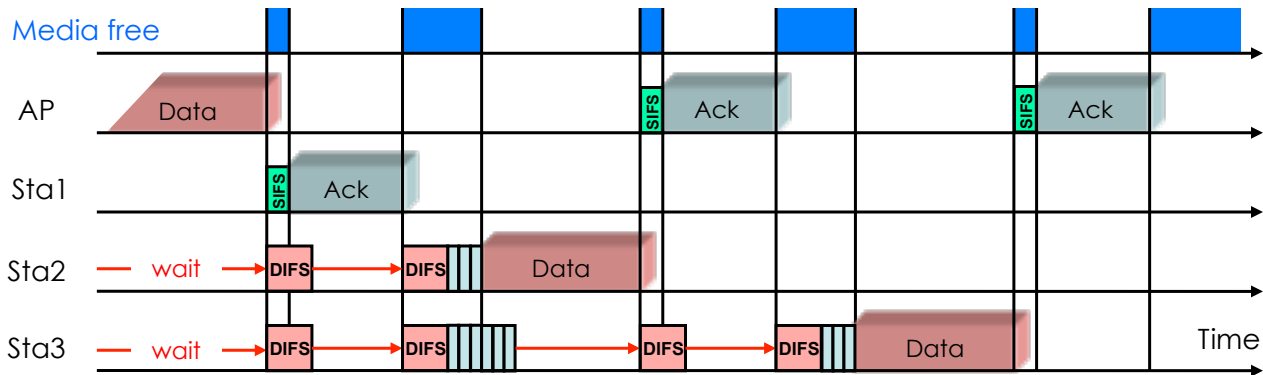 Media free
AP Data SIFS Ack SIFS Ack
Sta1 SIFS Ack
Sta2 wait DIFS DIFS Data
Sta3 wait DIFS DIFS DIFS DIFS Data Time